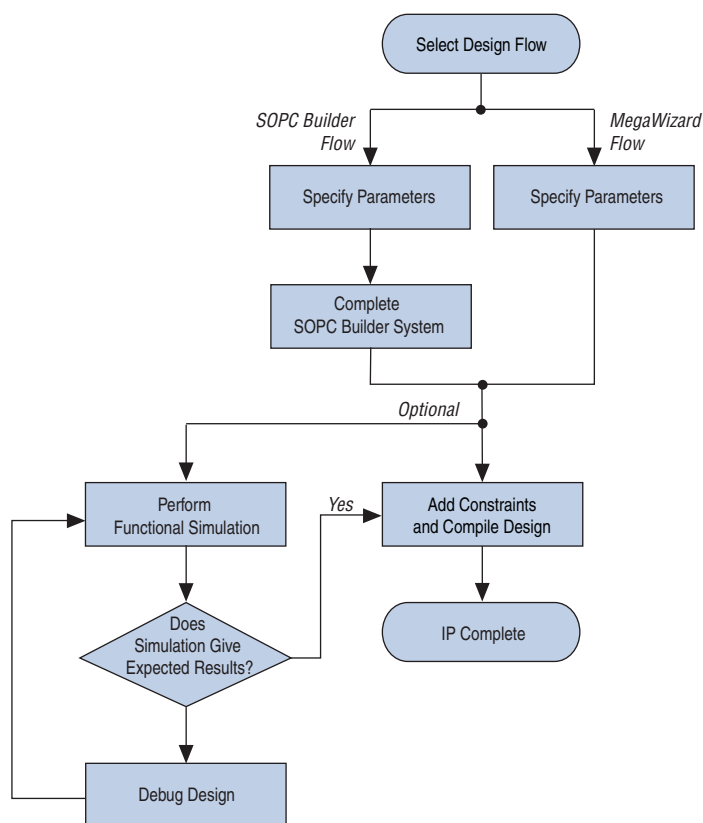 Select Design Flow
SOPC Builder
Flow
MegaWizard
Flow
Specify Parameters
Specify Parameters
Complete
SOPC Builder System
Optional
Perform
Functional Simulation
Yes
Add Constraints
and Compile Design
Does
Simulation Give
Expected Results?
IP Complete
Debug Design